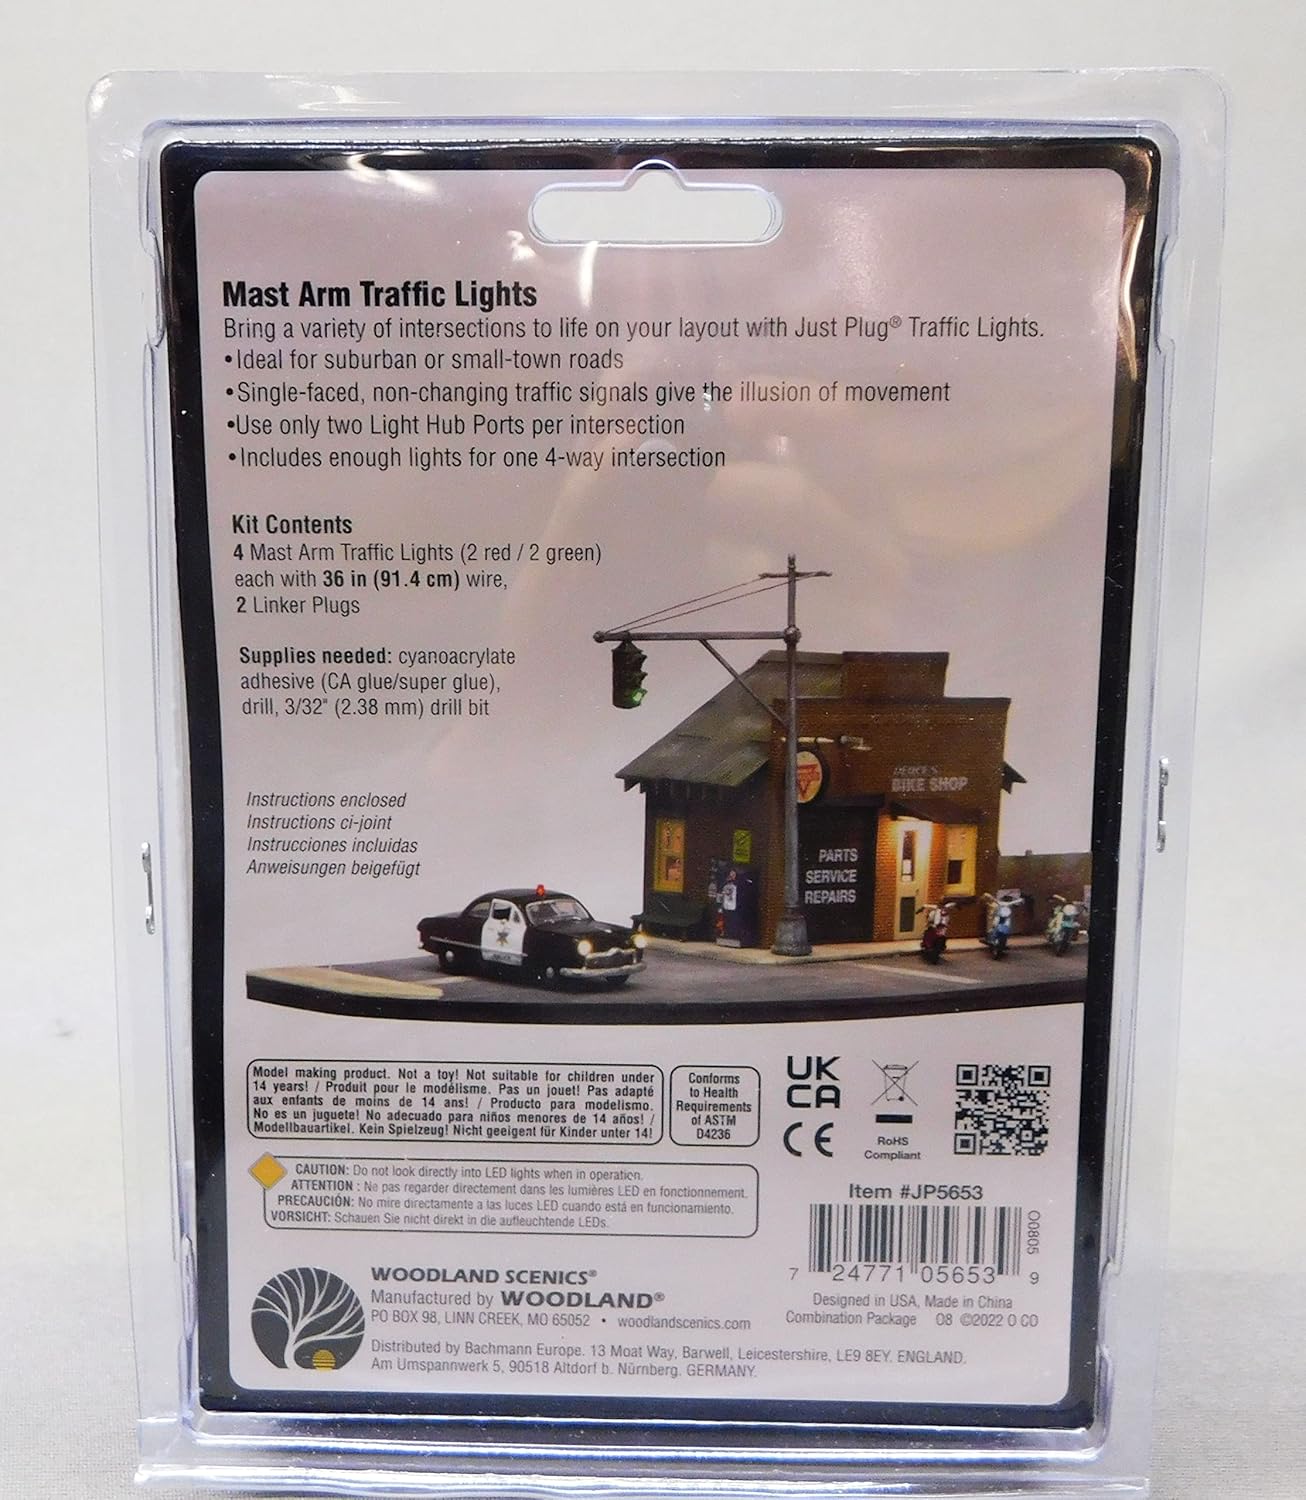 Mast Arm Traffic Lights
Bring a variety of intersections to life on your layout with Just Plug® Traffic Lights.
•Ideal for suburban or small-town roads
•Single-faced, non-changing traffic signals give the illusion of movement
•Use only two Light Hub Ports per intersection
•Includes enough lights for one 4-way intersection
Kit Contents
4 Mast Arm Traffic Lights (2 red / 2 green)
each with 36 in (91.4 cm) wire,
2 Linker Plugs
Supplies needed: cyanoacrylate
adhesive (CA glue/super glue),
drill, 3/32" (2.38 mm) drill bit
BIKE SHOP
PARTS
SERVICE
REPAIRS
Instructions enclosed
Instructions ci-joint
Instrucciones incluidas
Anweisungen beigefügt
Model making product. Not a toy! Not suitable for children under
14 years! / Produit pour le modélisme. Pas un jouet! Pas adapté
aux enfants de moins de 14 ans! / Producto para modelismo.
No es un juguete! No adecuado para niños menores de 14 años! /
Modellbauartikel. Kein Spielzeug! Nicht geeigent für Kinder unter 14!
Conforms
to Health
Requirements
of ASTM
D4236
UK
CA
CE
RoHS
Compliant
CAUTION: Do not look directly into LED lights when in operation.
ATTENTION : Ne pas regarder directement dans les lumières LED en fonctionnement.
PRECAUCIÓN: No mire directamente a las luces LED cuando está en funcionamiento.
VORSICHT: Schauen Sie nicht direkt in die aufleuchtende LEDs.
Item #JP5653
00805
7 24771 05653 9
Designed in USA, Made in China
Combination Package 08 ©2022 O CO
WOODLAND SCENICS®
Manufactured by WOODLAND®
PO BOX 98, LINN CREEK, MO 65052 • woodlandscenics.com
Distributed by Bachmann Europe. 13 Moat Way, Barwell, Leicestershire, LE9 8EY. ENGLAND.
Am Umspannwerk 5, 90518 Altdorf b. Nürnberg. GERMANY.